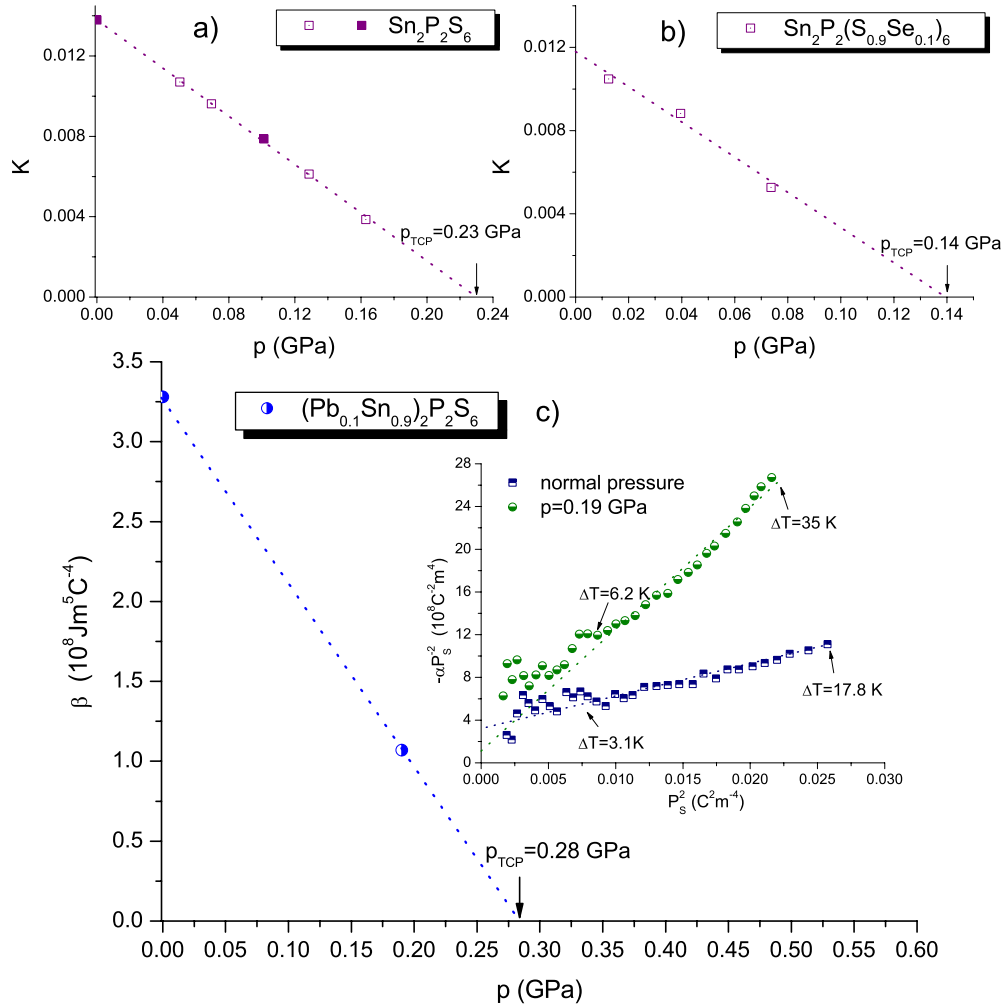 a)
Sn2P2S6
K
0.012
0.008
0.004
0.000
pTCP=0.23 GPa
0.00 0.04 0.08 0.12 0.16 0.20 0.24
p (GPa)
b)
Sn2P2(S0.9Se0.1)6
K
0.012
0.008
0.004
0.000
pTCP=0.14 GPa
0.00 0.02 0.04 0.06 0.08 0.10 0.12 0.14
p (GPa)
c)
(Pb0.1Sn0.9)2P2S6
β (10^8Jm^5C^-4)
3.5
3.0
2.5
2.0
1.5
1.0
0.5
0.0
pTCP=0.28 GPa
0.00 0.05 0.10 0.15 0.20 0.25 0.30 0.35 0.40 0.45 0.50 0.55 0.60
p (GPa)
normal pressure
p=0.19 GPa
-αPS^-2 (10^8C^-2m^4)
28
24
20
16
12
8
4
0
ΔT=35 K
ΔT=6.2 K
ΔT=17.8 K
ΔT=3.1K
0.000 0.005 0.010 0.015 0.020 0.025 0.030
PS^2 (C^2m^-4)